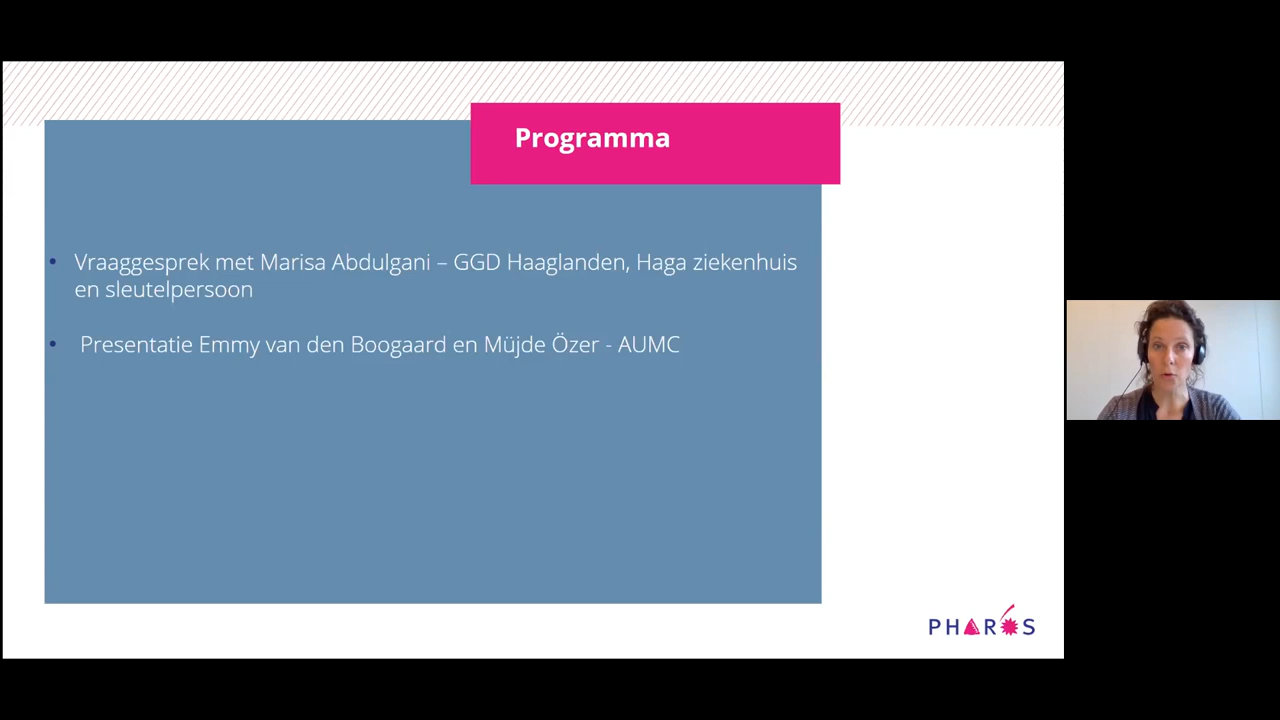 Programma
• Vraaggesprek met Marisa Abdulgani – GGD Haaglanden, Haga ziekenhuis
en sleutelpersoon
• Presentatie Emmy van den Boogaard en Müjde Özer - AUMC
PHAROS